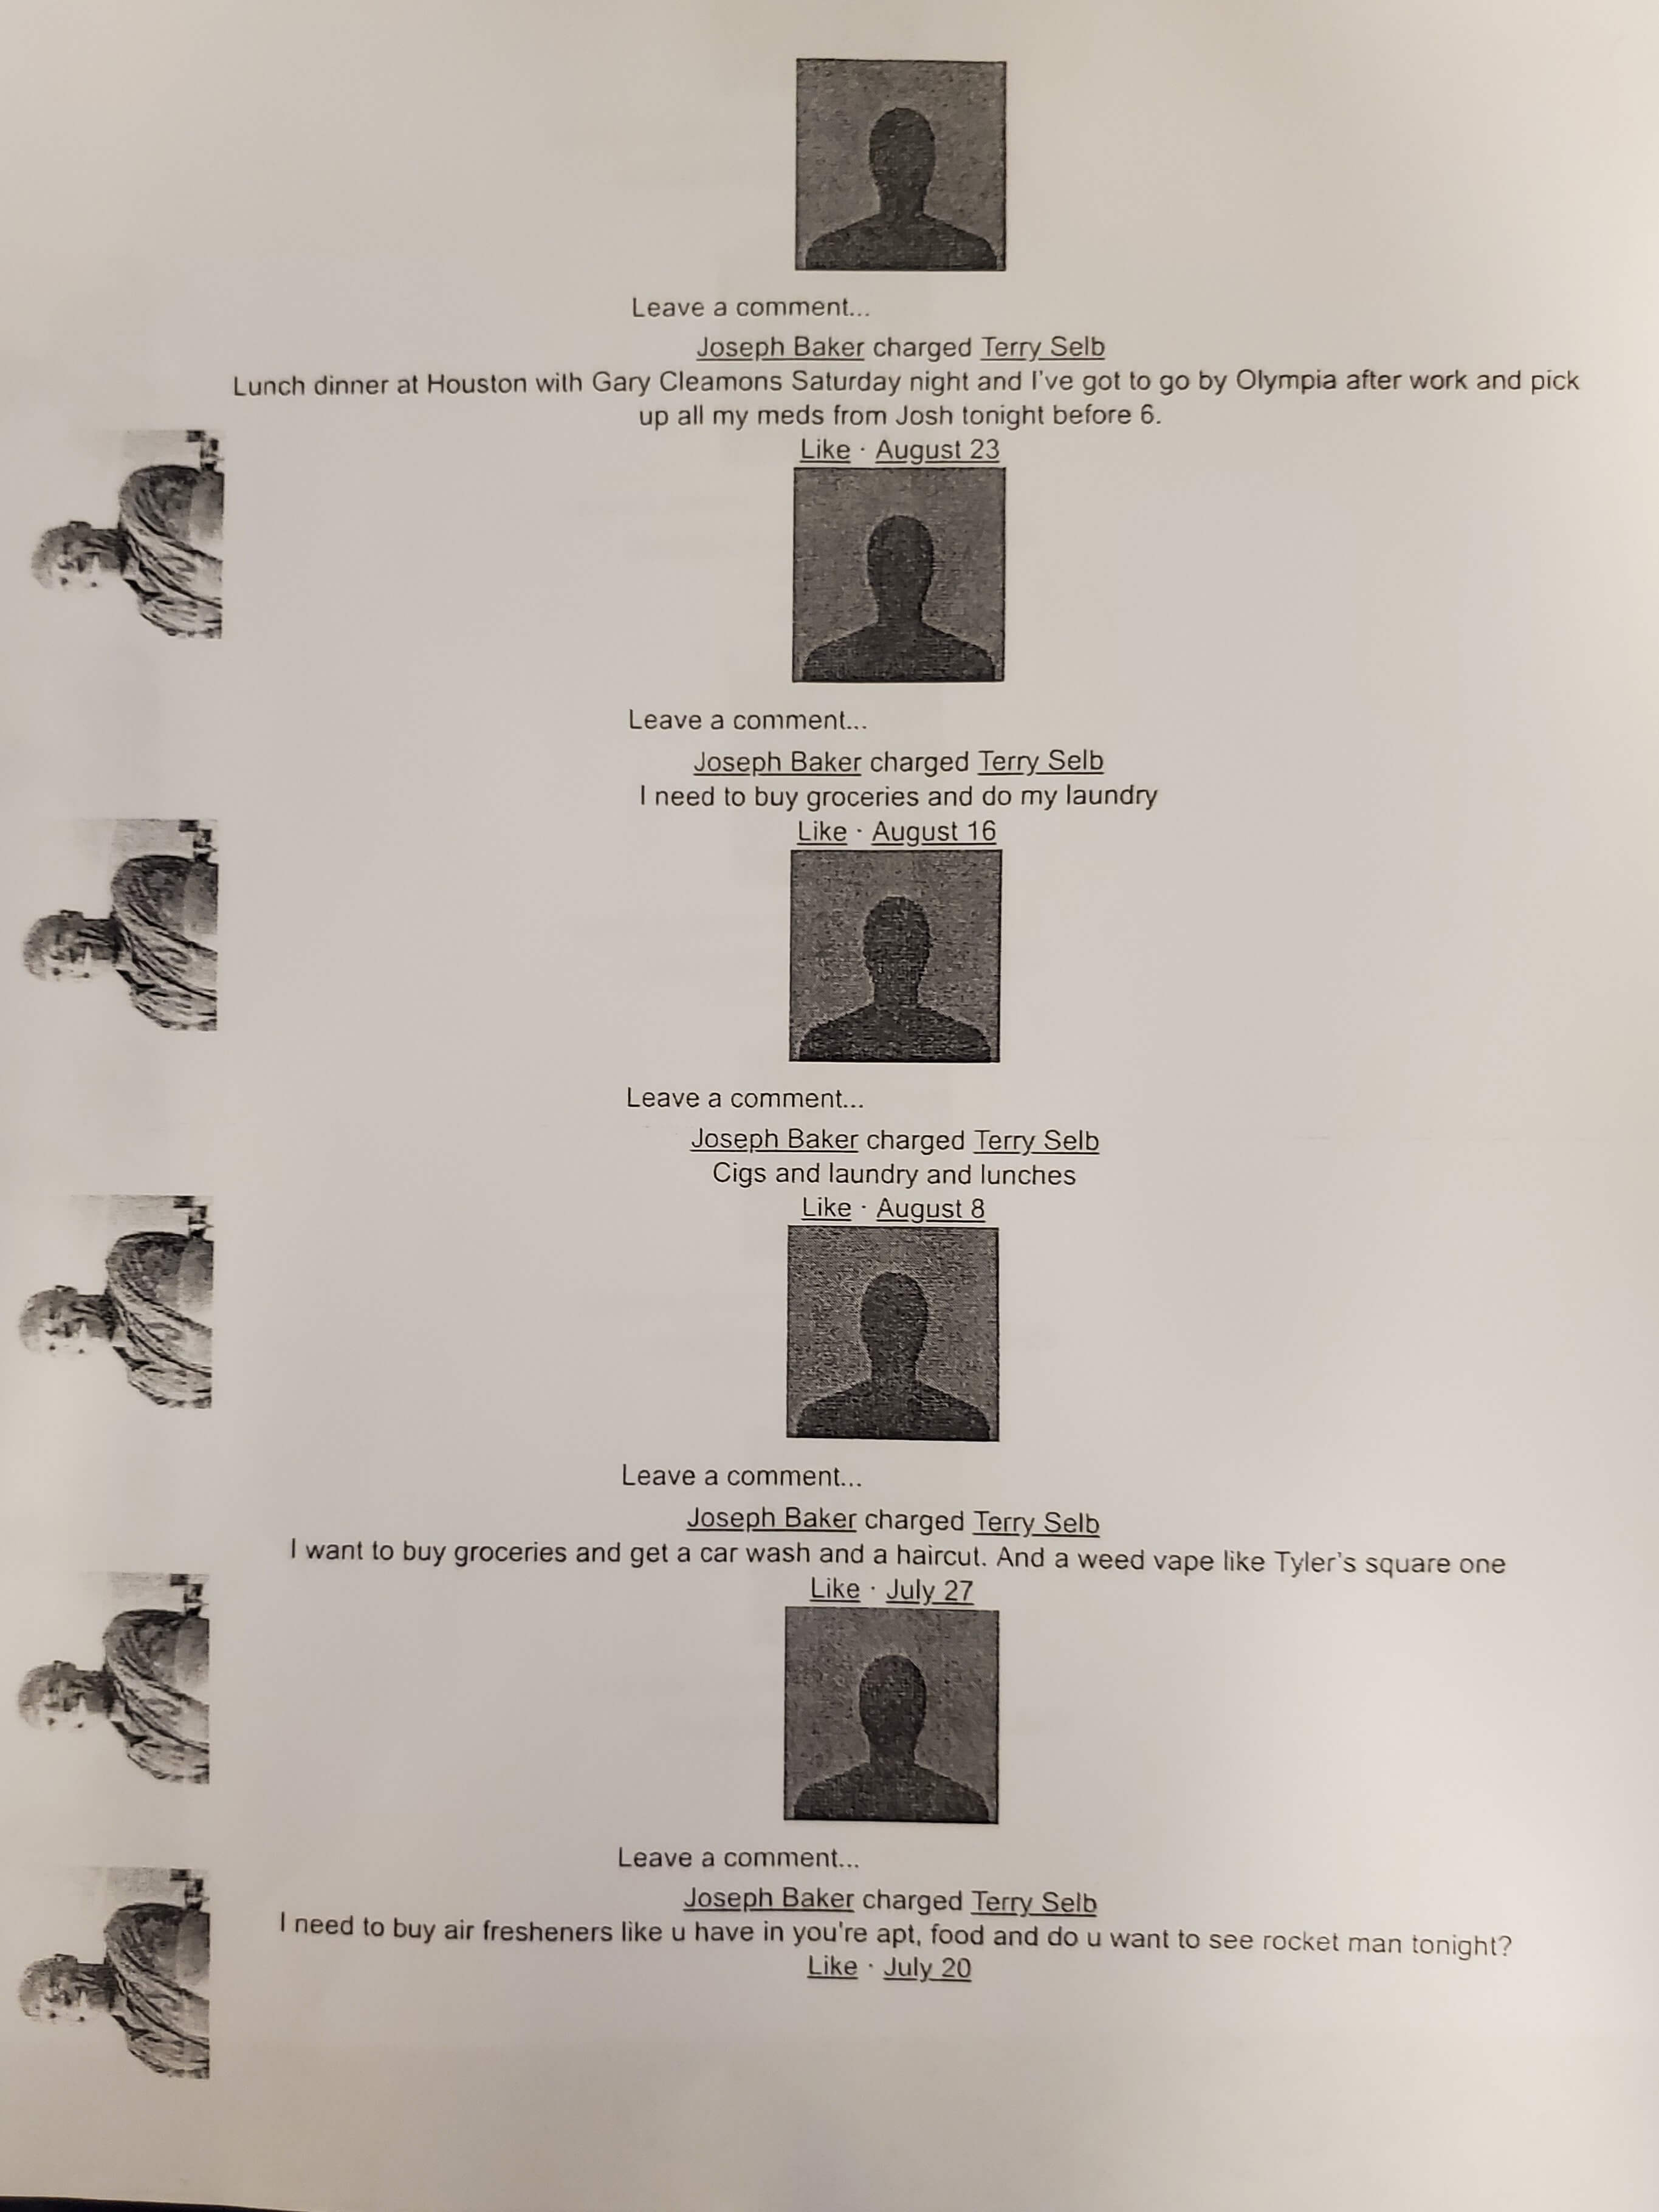 Leave a comment...
Joseph Baker charged Terry Selb
Lunch dinner at Houston with Gary Cleamons Saturday night and I've got to go by Olympia after work and pick
up all my meds from Josh tonight before 6.
Like · August 23
Leave a comment...
Joseph Baker charged Terry Selb
I need to buy groceries and do my laundry
Like · August 16
Leave a comment...
Joseph Baker charged Terry Selb
Cigs and laundry and lunches
Like · August 8
Leave a comment...
Joseph Baker charged Terry Selb
I want to buy groceries and get a car wash and a haircut. And a weed vape like Tyler's square one
Like · July 27
Leave a comment...
Joseph Baker charged Terry Selb
I need to buy air fresheners like u have in you're apt, food and do u want to see rocket man tonight?
Like · July 20